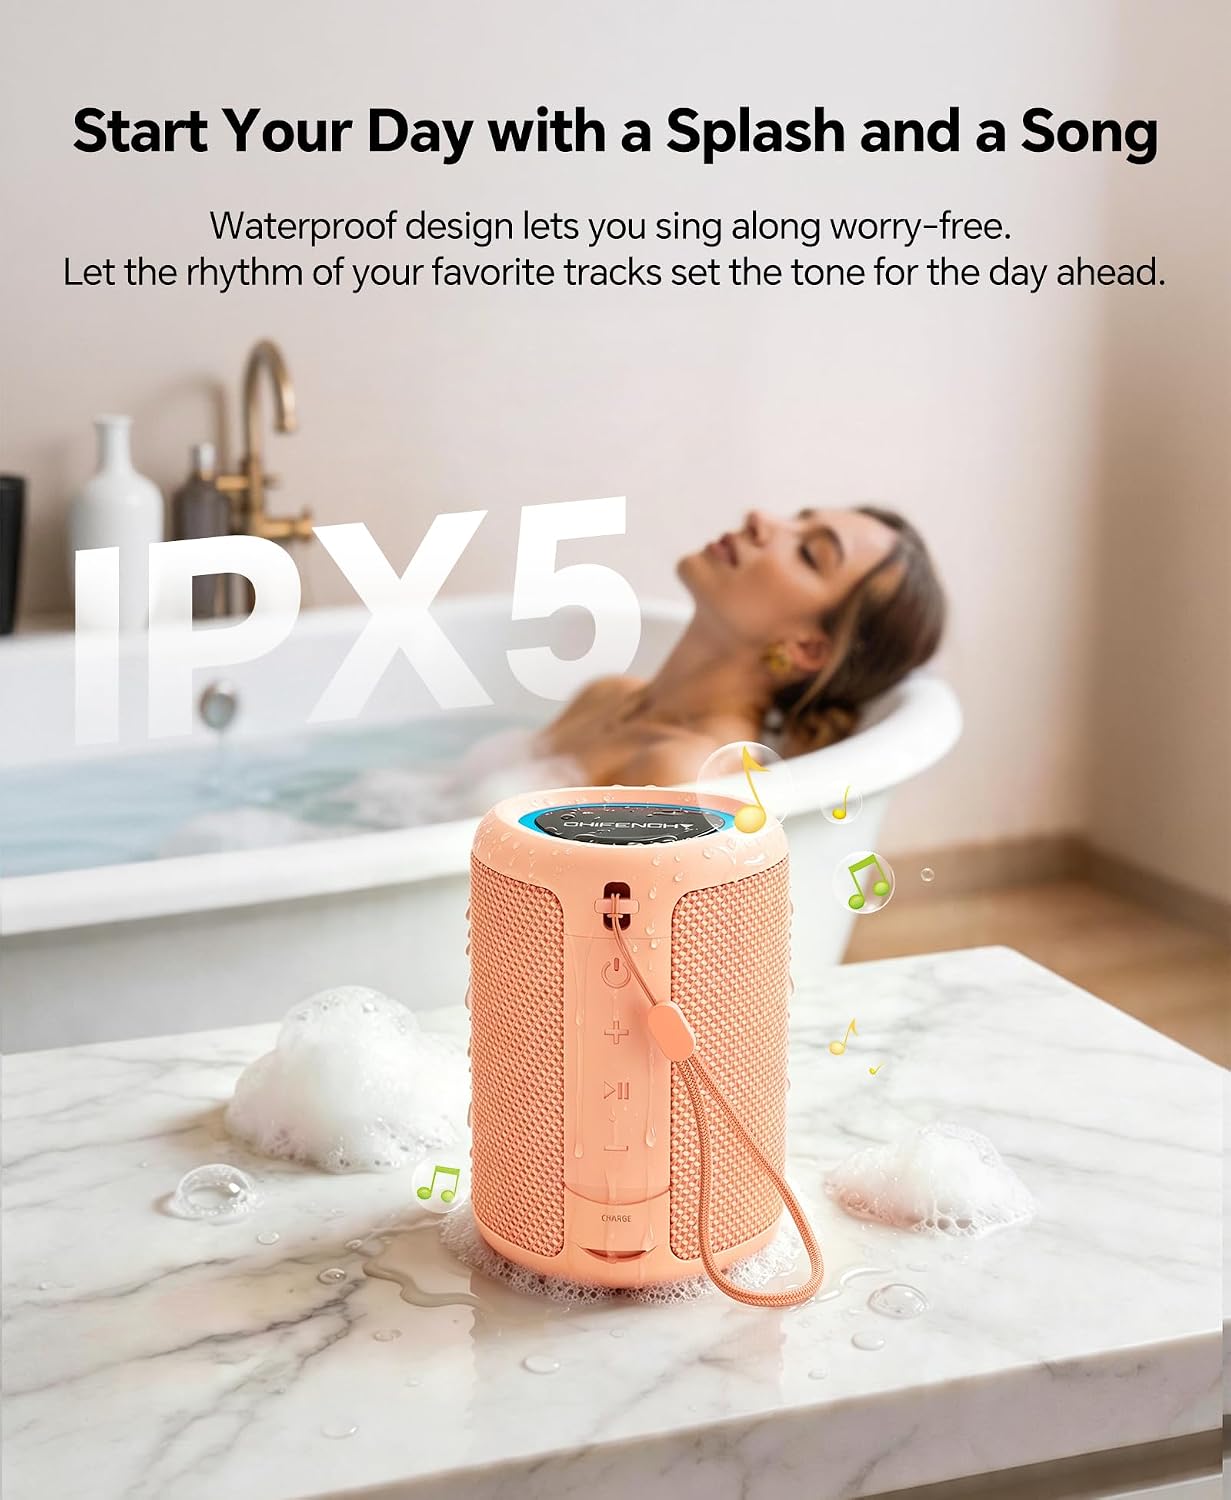 Start Your Day with a Splash and a Song
Waterproof design lets you sing along worry-free.
Let the rhythm of your favorite tracks set the tone for the day ahead.
IPX5
OHIFENOHY
CHARGE